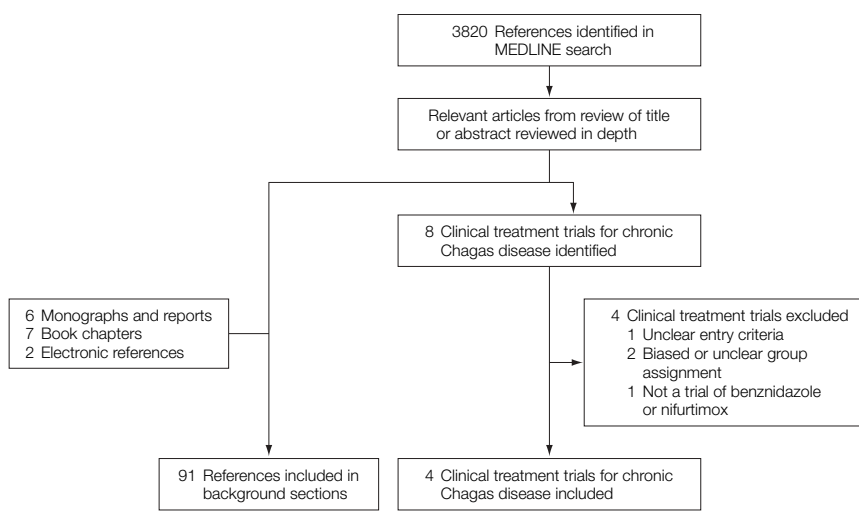 3820 References identified in
MEDLINE search
Relevant articles from review of title
or abstract reviewed in depth
8 Clinical treatment trials for chronic
Chagas disease identified
6 Monographs and reports
7 Book chapters
2 Electronic references
4 Clinical treatment trials excluded
1 Unclear entry criteria
2 Biased or unclear group
assignment
1 Not a trial of benznidazole
or nifurtimox
91 References included in
background sections
4 Clinical treatment trials for chronic
Chagas disease included